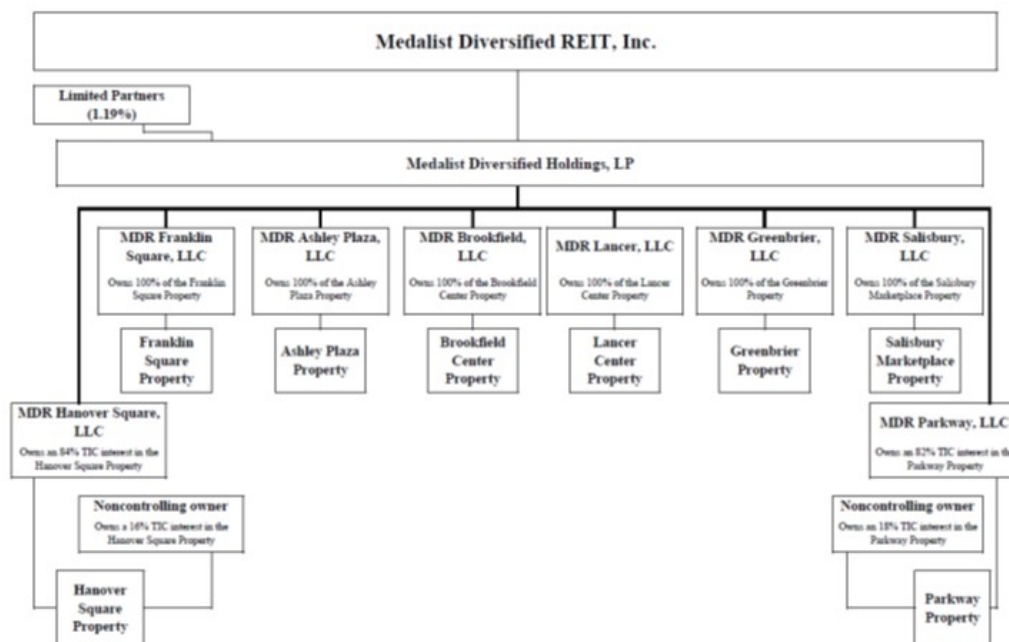 Medalist Diversified REIT, Inc.
Limited Partners
(1.19%)
Medalist Diversified Holdings, LP
MDR Franklin
Square, LLC
Owns 100% of the Franklin
Square Property
MDR Ashley Plaza,
LLC
Owns 100% of the Ashley
Plaza Property
MDR Brookfield,
LLC
Owns 100% of the Brookfield
Center Property
MDR Lancer, LLC
Owns 100% of the Lancer
Center Property
MDR Greenbrier,
LLC
Owns 100% of the Greenbrier
Property
MDR Salisbury,
LLC
Owns 100% of the Salisbury
Marketplace Property
Franklin
Square
Property
Ashley Plaza
Property
Brookfield
Center
Property
Lancer
Center
Property
Greenbrier
Property
Salisbury
Marketplace
Property
MDR Hanover Square,
LLC
Owns an 84% TIC interest in the
Hanover Square Property
MDR Parkway, LLC
Owns an 82% TIC interest in the
Parkway Property
Noncontrolling owner
Owns a 16% TIC interest in the
Hanover Square Property
Noncontrolling owner
Owns an 18% TIC interest in the
Parkway Property
Hanover
Square
Property
Parkway
Property